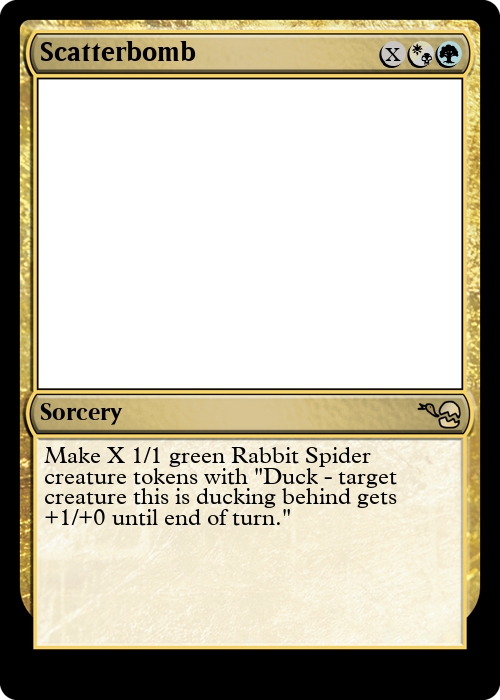 Scatterbomb X
Sorcery
Make X 1/1 green Rabbit Spider
creature tokens with "Duck - target
creature this is ducking behind gets
+1/+0 until end of turn."